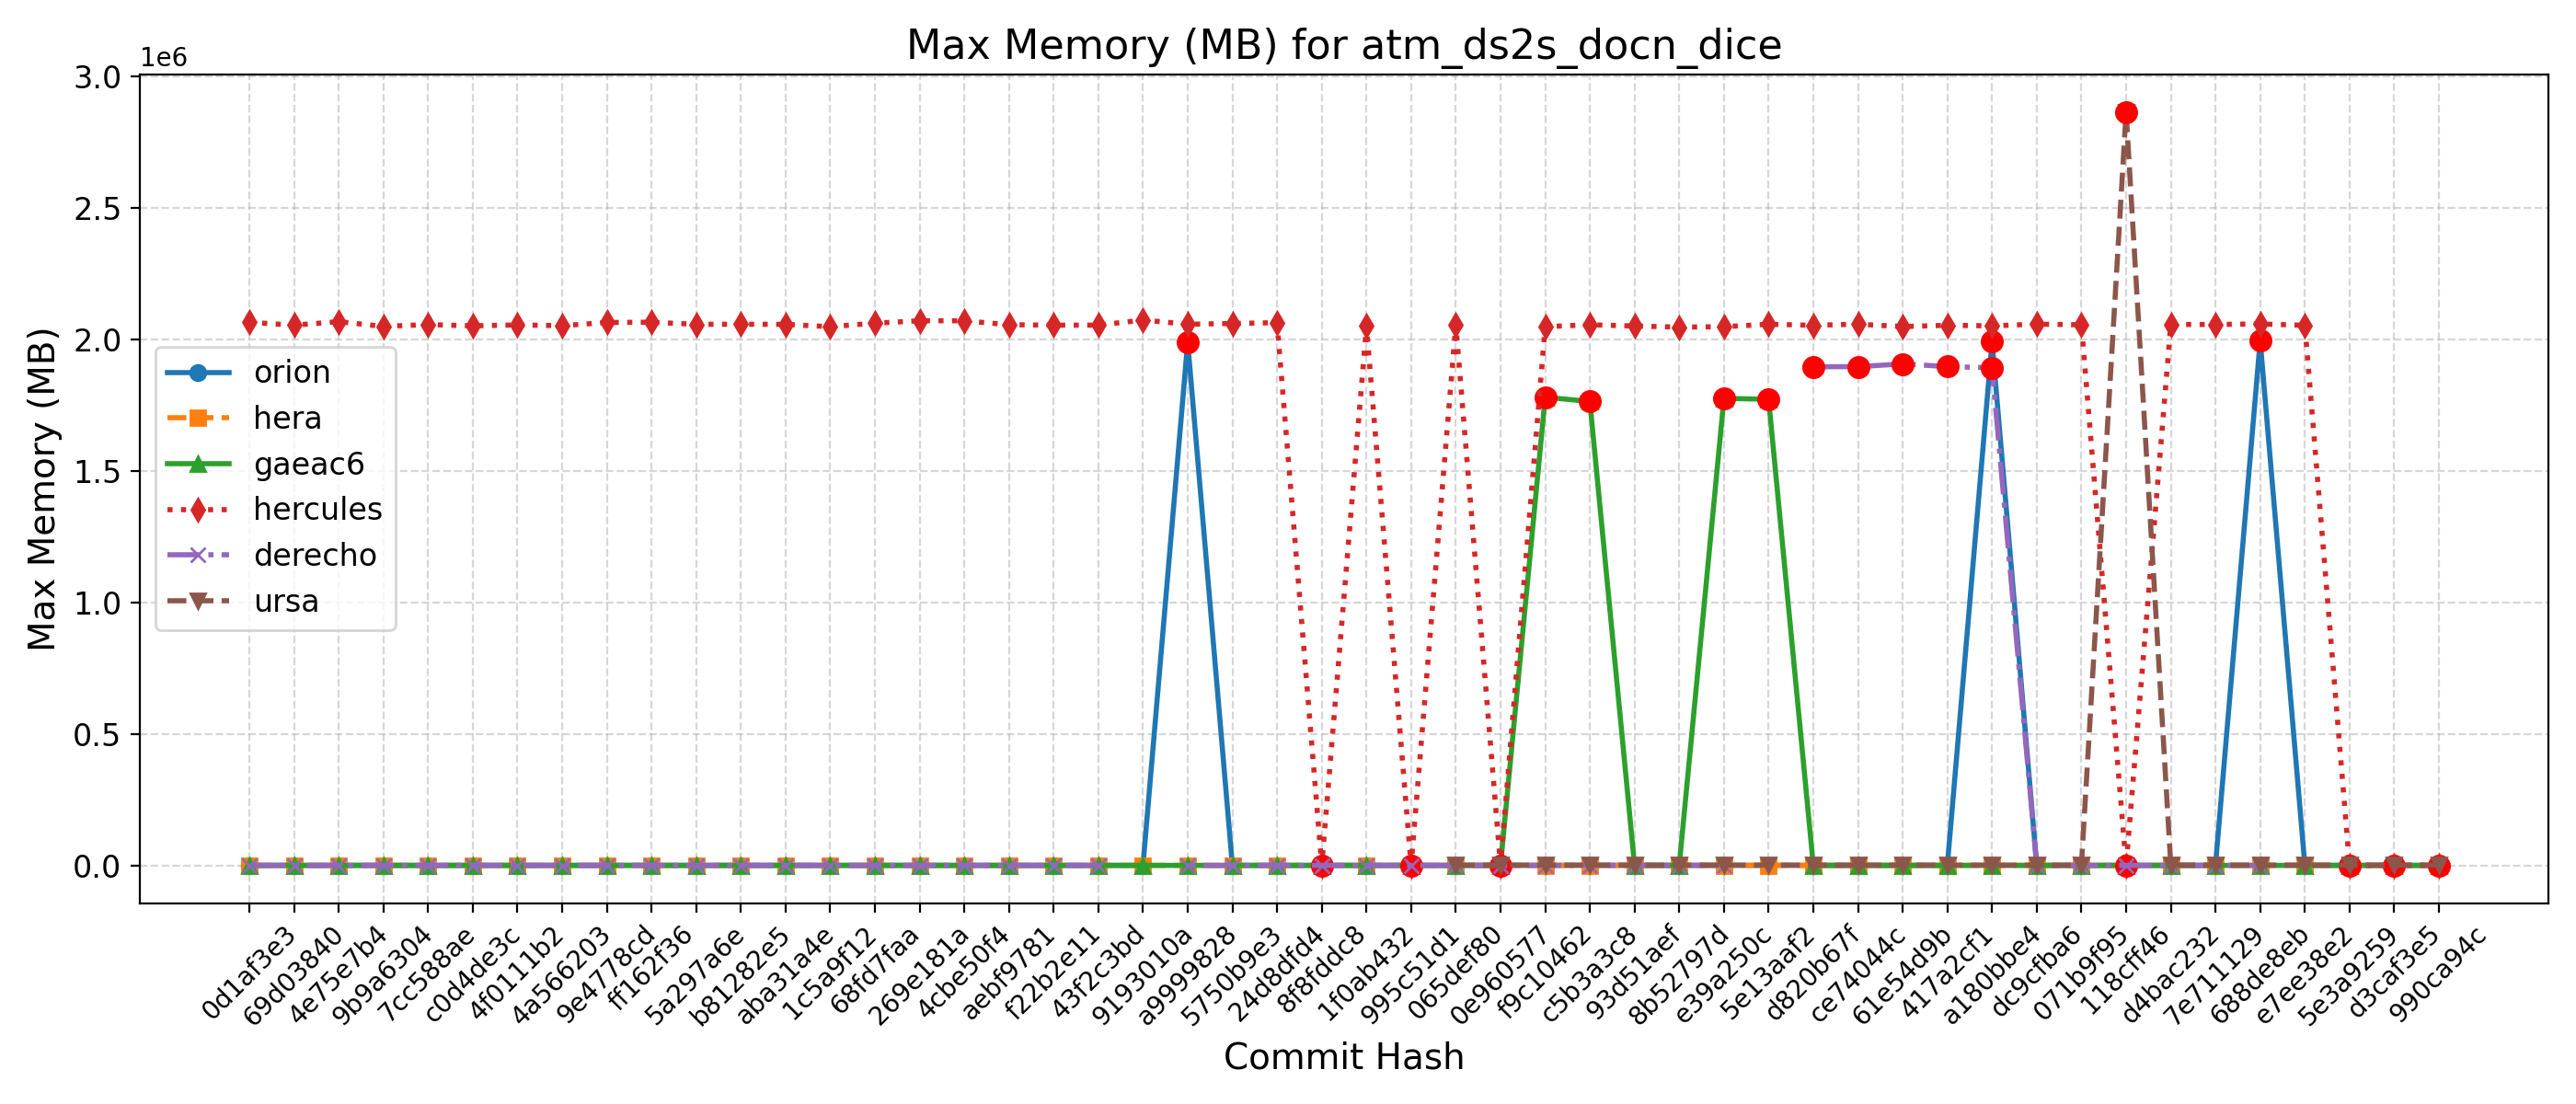 Max Memory (MB) for atm_ds2s_docn_dice
1e6
3.0
2.5
2.0
1.5
1.0
0.5
0.0
Max Memory (MB)
orion
hera
gaeac6
hercules
derecho
ursa
0d1af3e3
69d03840
4e75e7b4
9b9a6304
7cc588ae
c0d4de3c
4f0111b2
4a566203
9e4778cd
ff162f36
5a297a6e
b81282e5
aba31a4e
1c5a9f12
68fd7faa
269e181a
4cbe50f4
aebf9781
f22b2e11
43f2c3bd
9193010a
a9999828
5750b9e3
24d8dfd4
8f8fddc8
1f0ab432
995c51d1
065def80
0e960577
f9c10462
c5b3a3c8
93d51aef
8b52797d
e39a250c
5e13aaf2
d820b67f
ce74044c
61e54d9b
417a2cf1
a180bbe4
dc9cfba6
071b9f95
118cff46
d4bac232
7e711129
688de8eb
e7ee38e2
5e3a9259
d3caf3e5
990ca94c
Commit Hash